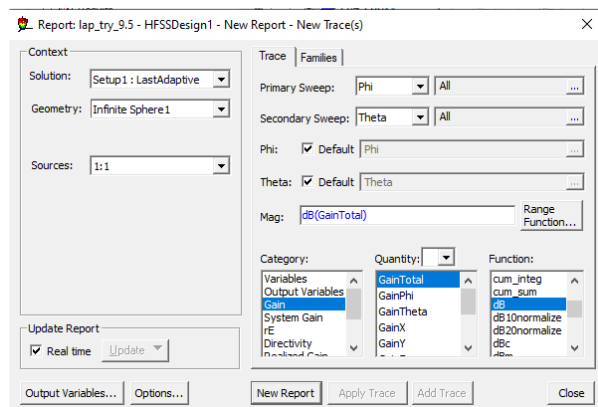 Report: lap_try_9.5 - HFSSDesign1 - New Report - New Trace(s)
Context
Solution: Setup1 : LastAdaptive
Geometry: Infinite Sphere1
Sources: 1:1
Update Report
Real time Update
Trace Families
Primary Sweep: Phi All ...
Secondary Sweep: Theta All ...
Phi: Default Phi ...
Theta: Default Theta ...
Mag: dB(GainTotal) Range Function...
Category: Quantity: Function:
Variables GainTotal cum_integ
Output Variables GainPhi cum_sum
Gain GainTheta dB
System Gain GainX dB10normalize
rE GainY dB20normalize
Directivity dBc
Realized Gain
Output Variables... Options... New Report Apply Trace Add Trace Close